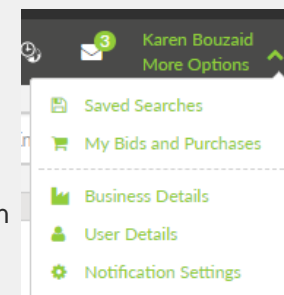 3
Karen Bouzaid
More Options
Saved Searches
My Bids and Purchases
Business Details
User Details
Notification Settings